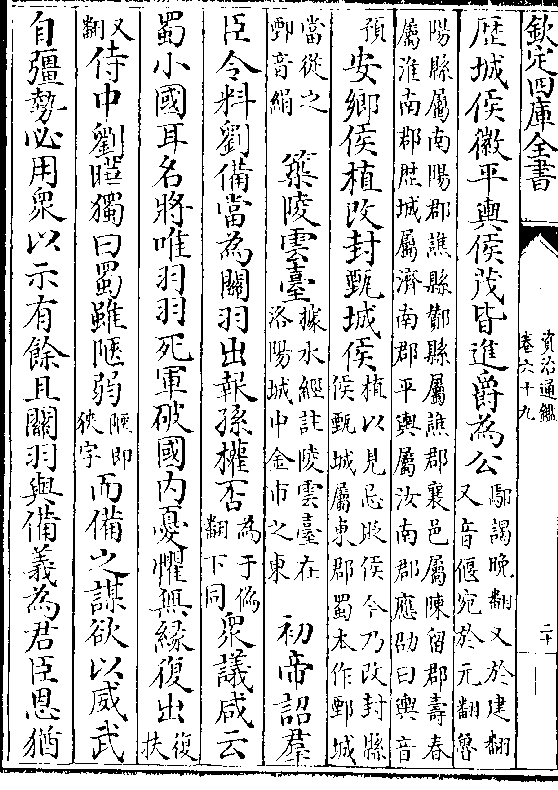 欽定四庫全書
資治通鑑
卷六十九
二十
歴城侯徽平輿侯茂皆進爵為公鄢謁晚翻又於建翻又音偃宛於元翻魯
陽縣屬南陽郡譙縣酇縣屬譙郡襄邑屬陳留郡壽春
屬淮南郡歴城屬濟南郡平輿屬汝南郡應劭曰輿音
預安鄉侯植改封甄城侯植以見忌貶侯今乃改封縣侯甄城屬東郡蜀本作鄄城
當從之鄄音絹築陵雲臺據水經註陵雲臺在洛陽城中金市之東初帝詔羣
臣令料劉備當為關羽出報孫權否為于偽翻下同衆議咸云
蜀小國耳名將唯羽羽死軍破國内憂懼無縁復出復扶
又翻侍中劉曄獨曰蜀雖陿弱陿即狹字而備之謀欲以威武
自彊勢必用衆以示有餘且關羽與備義為君臣恩猶